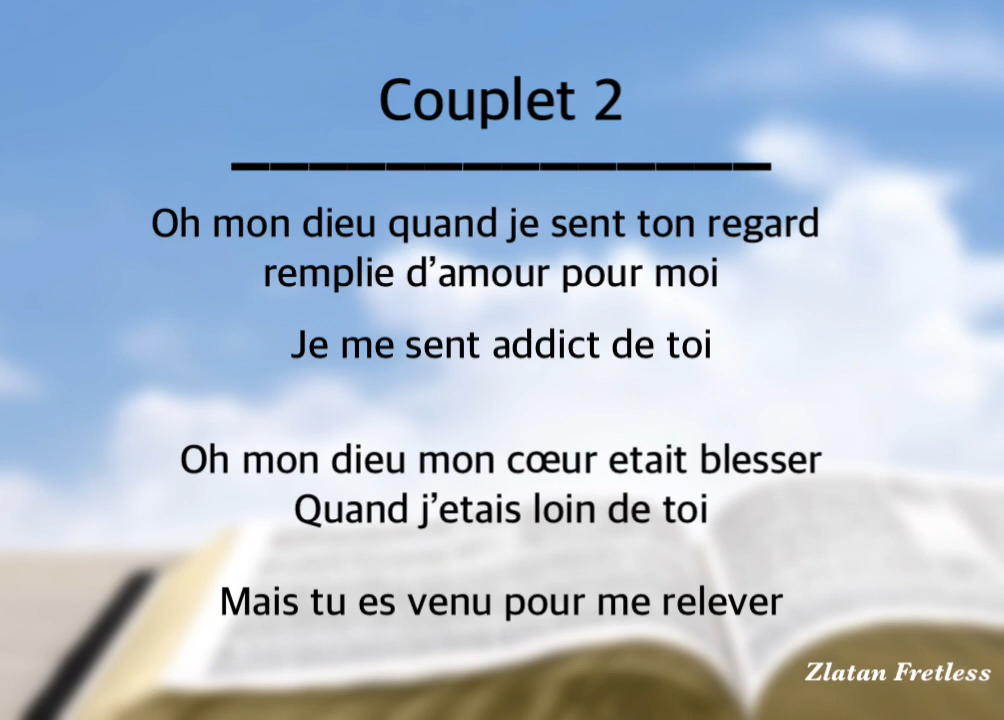 Couplet 2
Oh mon dieu quand je sent ton regard
remplie d’amour pour moi
Je me sent addict de toi
Oh mon dieu mon cœur etait blesser
Quand j’etais loin de toi
Mais tu es venu pour me relever
Zlatan Fretless